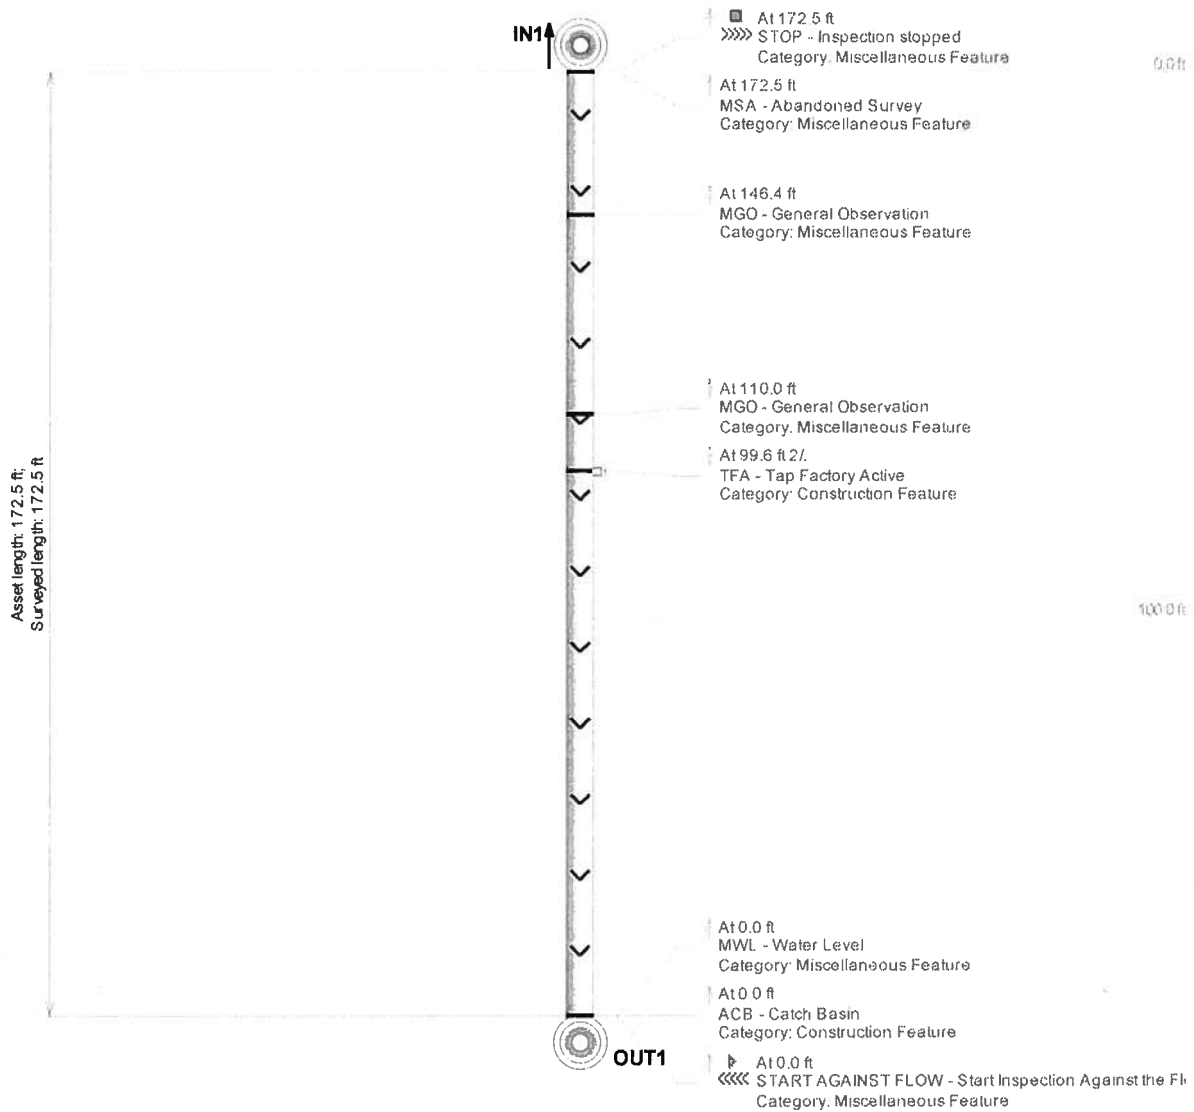 IN1
At 172.5 ft
STOP - Inspection stopped
Category. Miscellaneous Feature
0.0 ft
At 172.5 ft
MSA - Abandoned Survey
Category: Miscellaneous Feature
At 146.4 ft
MGO - General Observation
Category: Miscellaneous Feature
At 110.0 ft
MGO - General Observation
Category. Miscellaneous Feature
At 99.6 ft 2/.
TFA - Tap Factory Active
Category: Construction Feature
Asset length: 172.5 ft;
Surveyed length: 172.5 ft
100.0 ft
At 0.0 ft
MWL - Water Level
Category: Miscellaneous Feature
At 0.0 ft
ACB - Catch Basin
Category: Construction Feature
OUT1
At 0.0 ft
START AGAINST FLOW - Start Inspection Against the Fl
Category. Miscellaneous Feature